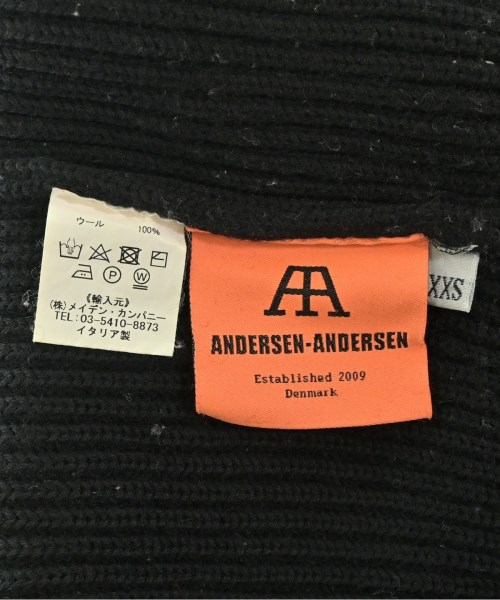 ウール 100%
P W
《輸入元》
(株)メイデン・カンパニー
TEL:03-5410-8873
イタリア製
AA
ANDERSEN-ANDERSEN
Established 2009
Denmark
XXS